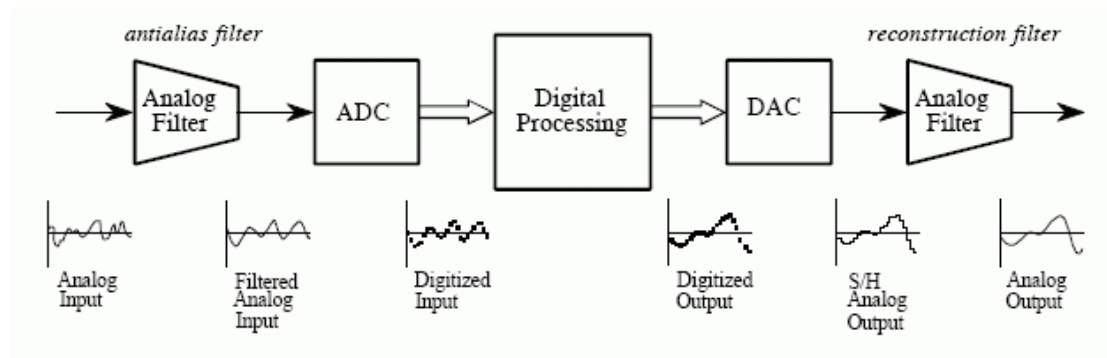 antialias filter
reconstruction filter
Analog
Filter
ADC
Digital
Processing
DAC
Analog
Filter
Analog
Input
Filtered
Analog
Input
Digitized
Input
Digitized
Output
S/H
Analog
Output
Analog
Output